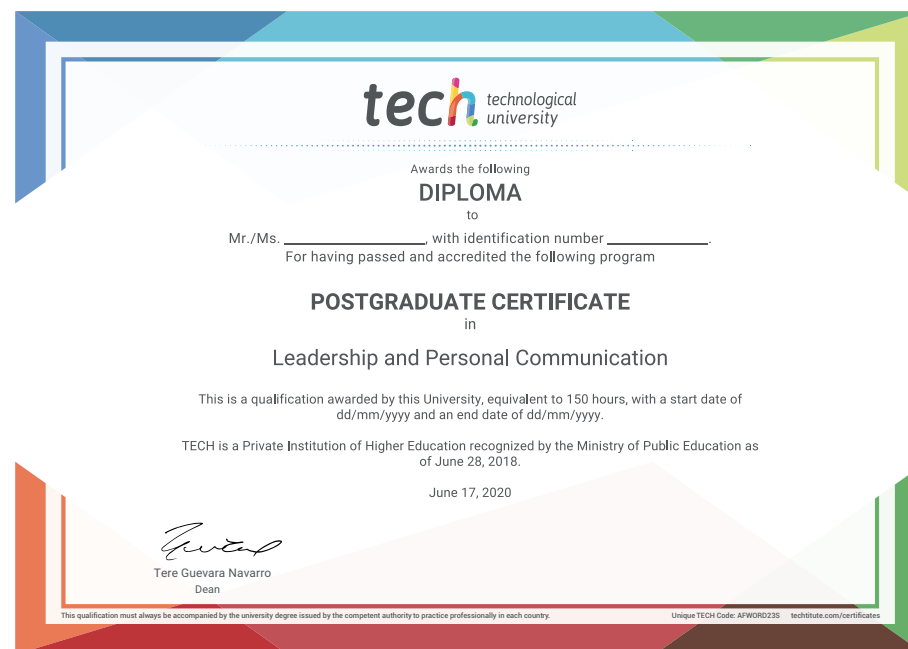 tech technological
university
Awards the following
DIPLOMA
to
Mr./Ms. ____________________, with identification number ______________.
For having passed and accredited the following program
POSTGRADUATE CERTIFICATE
in
Leadership and Personal Communication
This is a qualification awarded by this University, equivalent to 150 hours, with a start date of
dd/mm/yyyy and an end date of dd/mm/yyyy.
TECH is a Private Institution of Higher Education recognized by the Ministry of Public Education as
of June 28, 2018.
June 17, 2020
Tere Guevara Navarro
Dean
This qualification must always be accompanied by the university degree issued by the competent authority to practice professionally in each country. Unique TECH Code: AFWORD23S techtitute.com/certificates